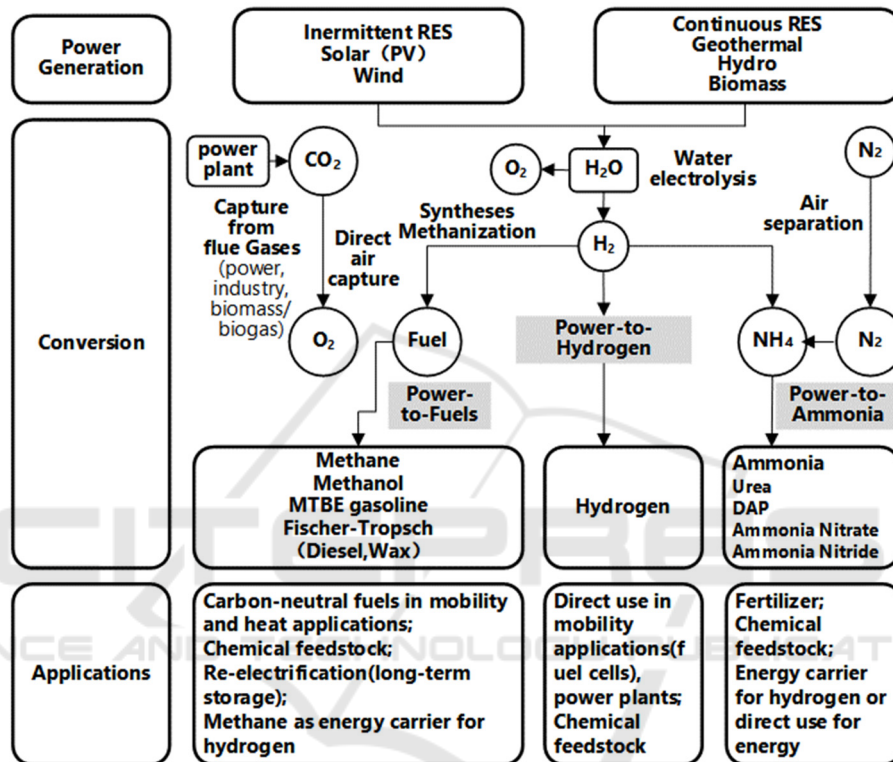 Power
Generation
Inermittent RES
Solar（PV）
Wind
Continuous RES
Geothermal
Hydro
Biomass
Conversion
power
plant
CO₂
O₂
H₂O
Water
electrolysis
N₂
Capture
from
flue Gases
(power,
industry,
biomass/
biogas)
Direct
air
capture
Syntheses
Methanization
H₂
Air
separation
O₂
Fuel
Power-to-
Hydrogen
NH₄
N₂
Power-
to-Fuels
Power-to-
Ammonia
Methane
Methanol
MTBE gasoline
Fischer-Tropsch
（Diesel,Wax）
Hydrogen
Ammonia
Urea
DAP
Ammonia Nitrate
Ammonia Nitride
Applications
Carbon-neutral fuels in mobility
and heat applications;
Chemical feedstock;
Re-electrification(long-term
storage);
Methane as energy carrier for
hydrogen
Direct use in
mobility
applications(f
uel cells),
power plants;
Chemical
feedstock
Fertilizer;
Chemical
feedstock;
Energy carrier
for hydrogen or
direct use for
energy